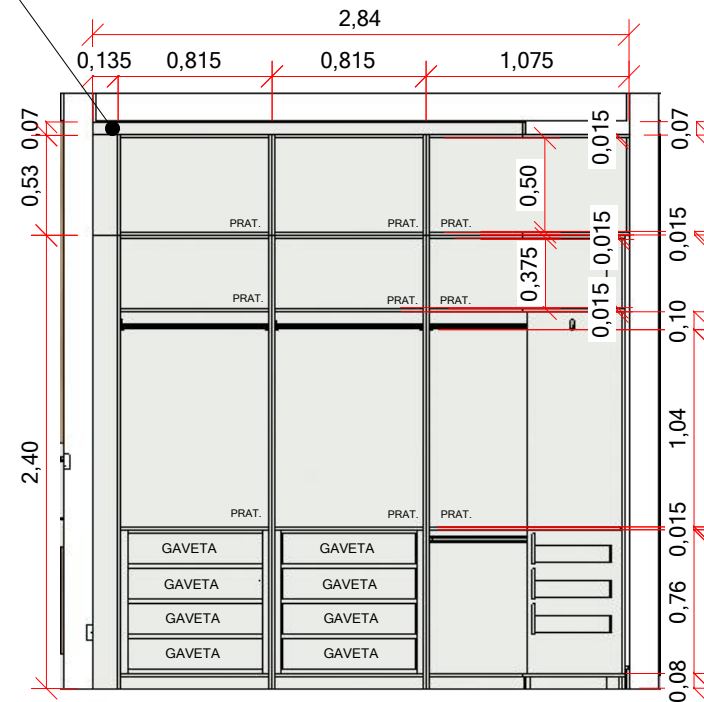 2,84
0,135 0,815 0,815 1,075
0,07 0,015 0,07
0,53 0,50
PRAT. PRAT. PRAT.
0,015 0,015
0,375
PRAT. PRAT. PRAT.
0,015 0,10
2,40 1,04
PRAT. PRAT. PRAT.
0,015
GAVETA GAVETA
GAVETA GAVETA
0,76
GAVETA GAVETA
GAVETA GAVETA
0,08